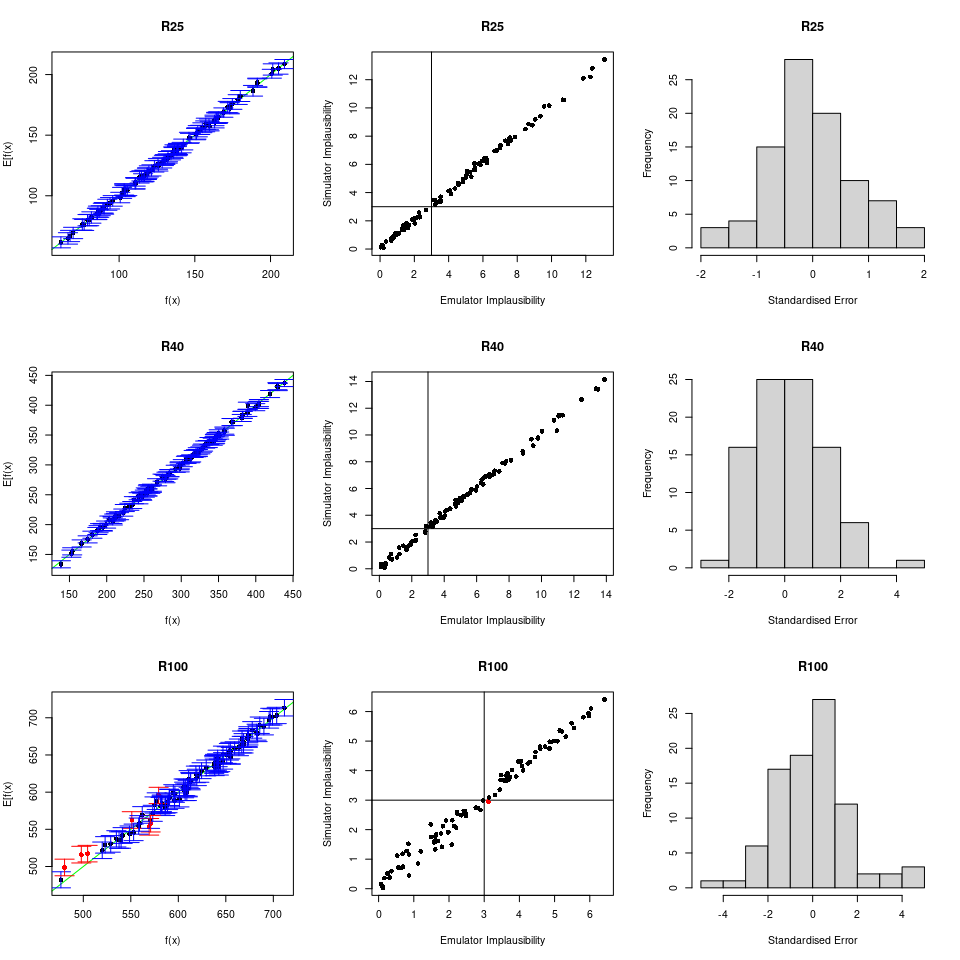 R25 R25 R25
E[f(x)
200
150
100
100 150 200
f(x)
Simulator Implausibility
12
10
8
6
4
2
0
0 2 4 6 8 10 12
Emulator Implausibility
Frequency
25
20
15
10
5
0
-2 -1 0 1 2
Standardised Error
R40 R40 R40
E[f(x)
450
400
350
300
250
200
150
150 200 250 300 350 400 450
f(x)
Simulator Implausibility
14
12
10
8
6
4
2
0
0 2 4 6 8 10 12 14
Emulator Implausibility
Frequency
25
20
15
10
5
0
-2 0 2 4
Standardised Error
R100 R100 R100
E[f(x)
700
650
600
550
500
500 550 600 650 700
f(x)
Simulator Implausibility
6
5
4
3
2
1
0
0 1 2 3 4 5 6
Emulator Implausibility
Frequency
25
20
15
10
5
0
-4 -2 0 2 4
Standardised Error